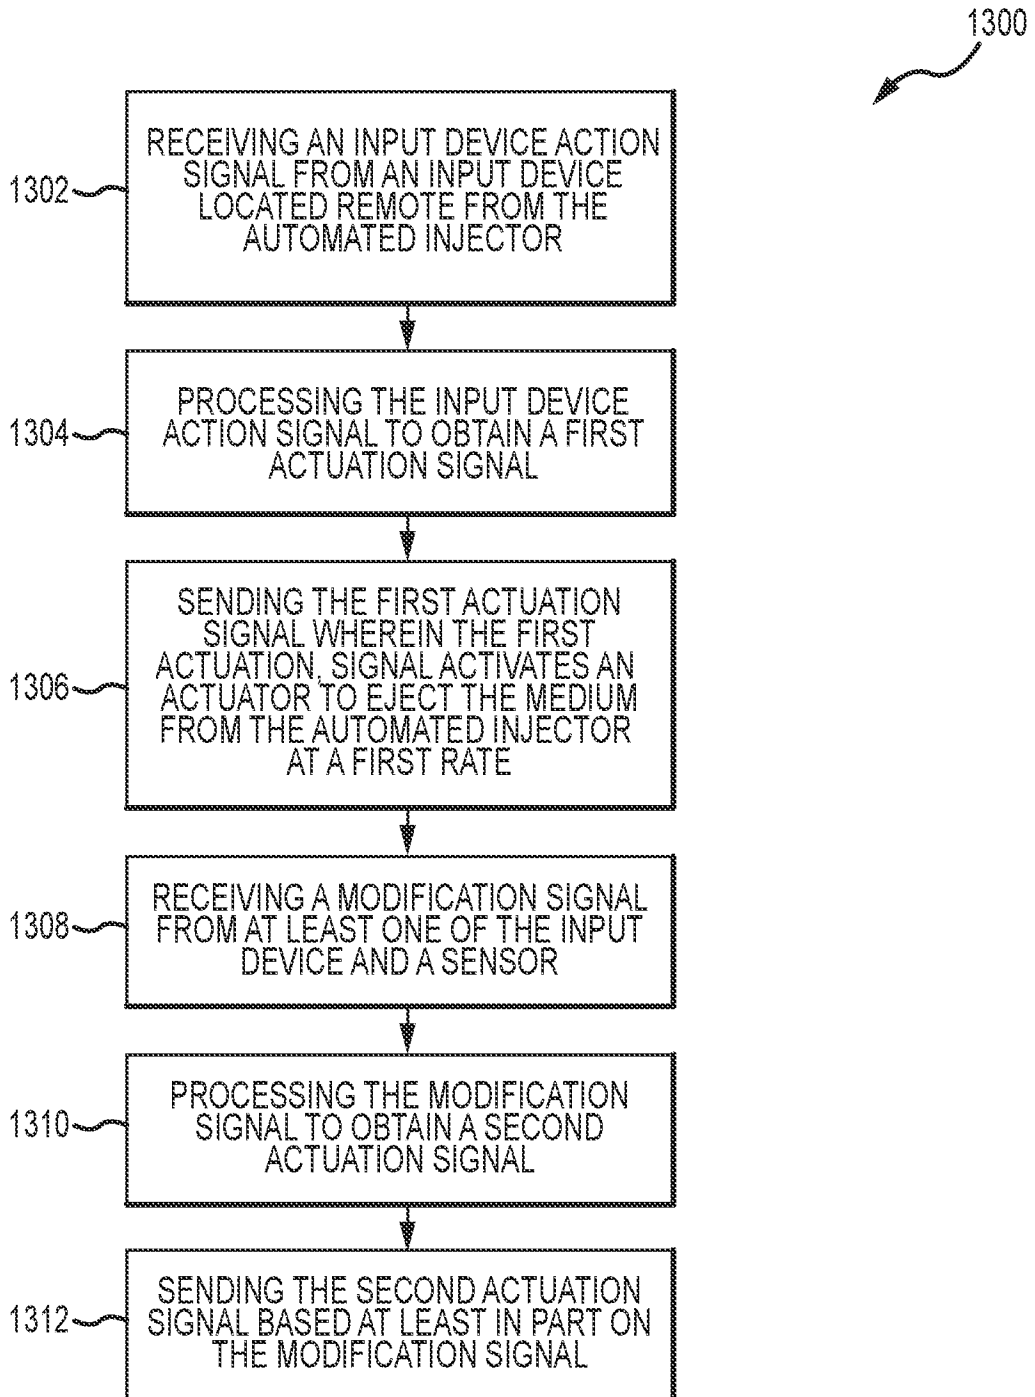 1300
1302
RECEIVING AN INPUT DEVICE ACTION
SIGNAL FROM AN INPUT DEVICE
LOCATED REMOTE FROM THE
AUTOMATED INJECTOR
1304
PROCESSING THE INPUT DEVICE
ACTION SIGNAL TO OBTAIN A FIRST
ACTUATION SIGNAL
1306
SENDING THE FIRST ACTUATION
SIGNAL WHEREIN THE FIRST
ACTUATION, SIGNAL ACTIVATES AN
ACTUATOR TO EJECT THE MEDIUM
FROM THE AUTOMATED INJECTOR
AT A FIRST RATE
1308
RECEIVING A MODIFICATION SIGNAL
FROM AT LEAST ONE OF THE INPUT
DEVICE AND A SENSOR
1310
PROCESSING THE MODIFICATION
SIGNAL TO OBTAIN A SECOND
ACTUATION SIGNAL
1312
SENDING THE SECOND ACTUATION
SIGNAL BASED AT LEAST IN PART ON
THE MODIFICATION SIGNAL